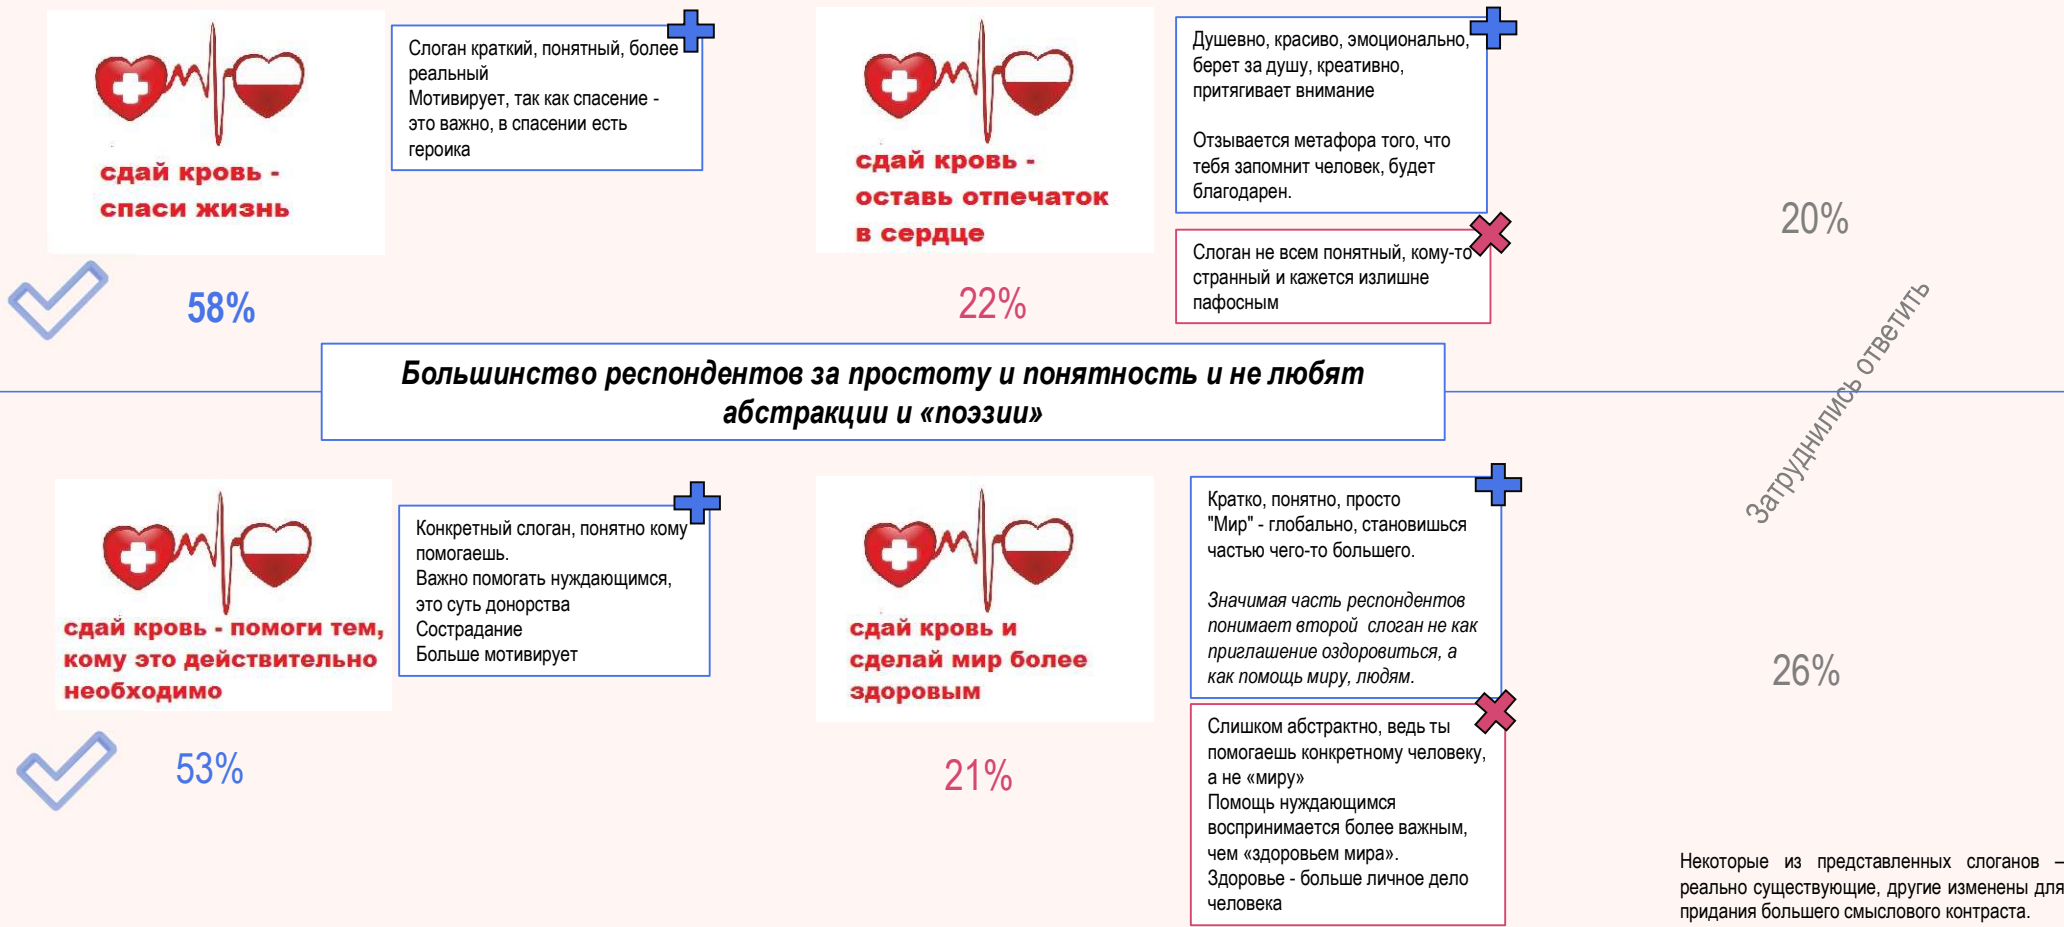 сдай кровь -
спаси жизнь
58%
Слоган краткий, понятный, более
реальный
Мотивирует, так как спасение -
это важно, в спасении есть
героика
сдай кровь -
оставь отпечаток
в сердце
22%
Душевно, красиво, эмоционально,
берет за душу, креативно,
притягивает внимание
Отзывается метафора того, что
тебя запомнит человек, будет
благодарен.
Слоган не всем понятный, кому-то
странный и кажется излишне
пафосным
20%
Затруднились ответить
Большинство респондентов за простоту и понятность и не любят
абстракции и «поэзии»
сдай кровь - помоги тем,
кому это действительно
необходимо
53%
Конкретный слоган, понятно кому
помогаешь.
Важно помогать нуждающимся,
это суть донорства
Сострадание
Больше мотивирует
сдай кровь и
сделай мир более
здоровым
21%
Кратко, понятно, просто
"Мир" - глобально, становишься
частью чего-то большего.
Значимая часть респондентов
понимает второй слоган не как
приглашение оздоровиться, а
как помощь миру, людям.
Слишком абстрактно, ведь ты
помогаешь конкретному человеку,
а не «миру»
Помощь нуждающимся
воспринимается более важным,
чем «здоровьем мира».
Здоровье - больше личное дело
человека
26%
Некоторые из представленных слоганов –
реально существующие, другие изменены для
придания большего смыслового контраста.